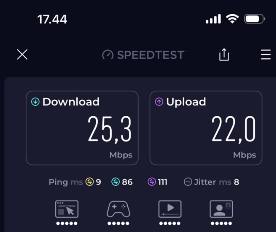 17.44
SPEEDTEST
Download Upload
25,3 22,0
Mbps Mbps
Ping ms 9 86 111 Jitter ms 8